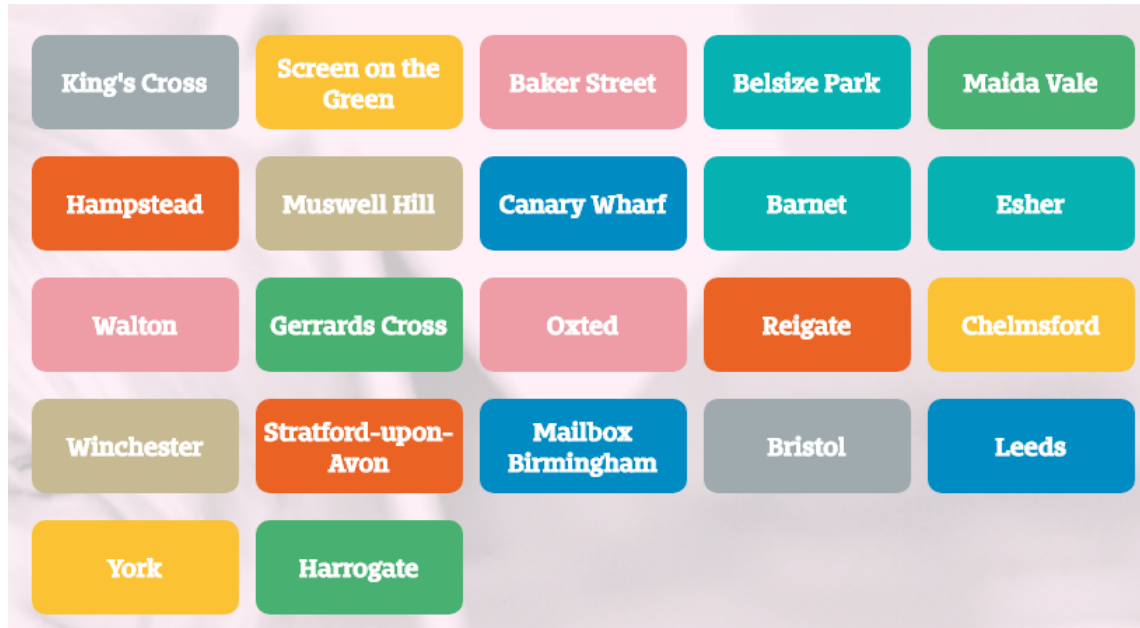 King's Cross
Screen on the
Green
Baker Street
Belsize Park
Maida Vale
Hampstead
Muswell Hill
Canary Wharf
Barnet
Esher
Walton
Gerrards Cross
Oxted
Reigate
Chelmsford
Winchester
Stratford-upon-
Avon
Mailbox
Birmingham
Bristol
Leeds
York
Harrogate